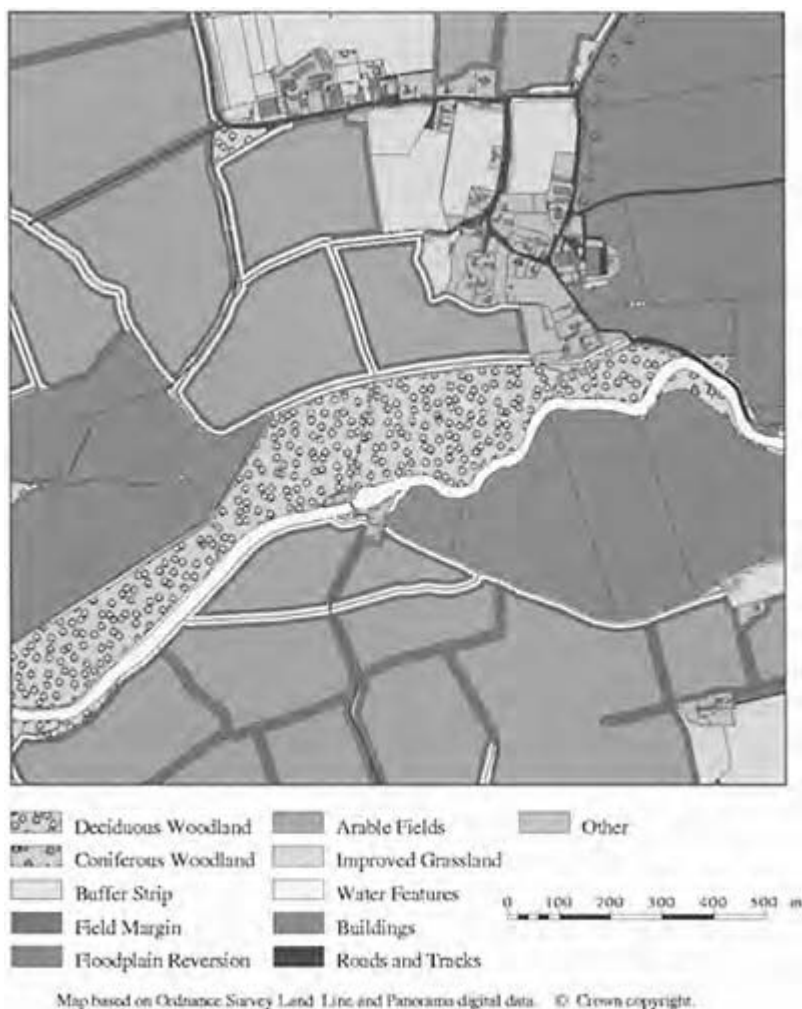 Deciduous Woodland
Arable Fields
Other
Coniferous Woodland
Improved Grassland
Buffer Strip
Water Features
0 100 200 300 400 500 m
Field Margin
Buildings
Floodplain Reversion
Roads and Tracks
Map based on Ordnance Survey Land Line and Panorama digital data. © Crown copyright.